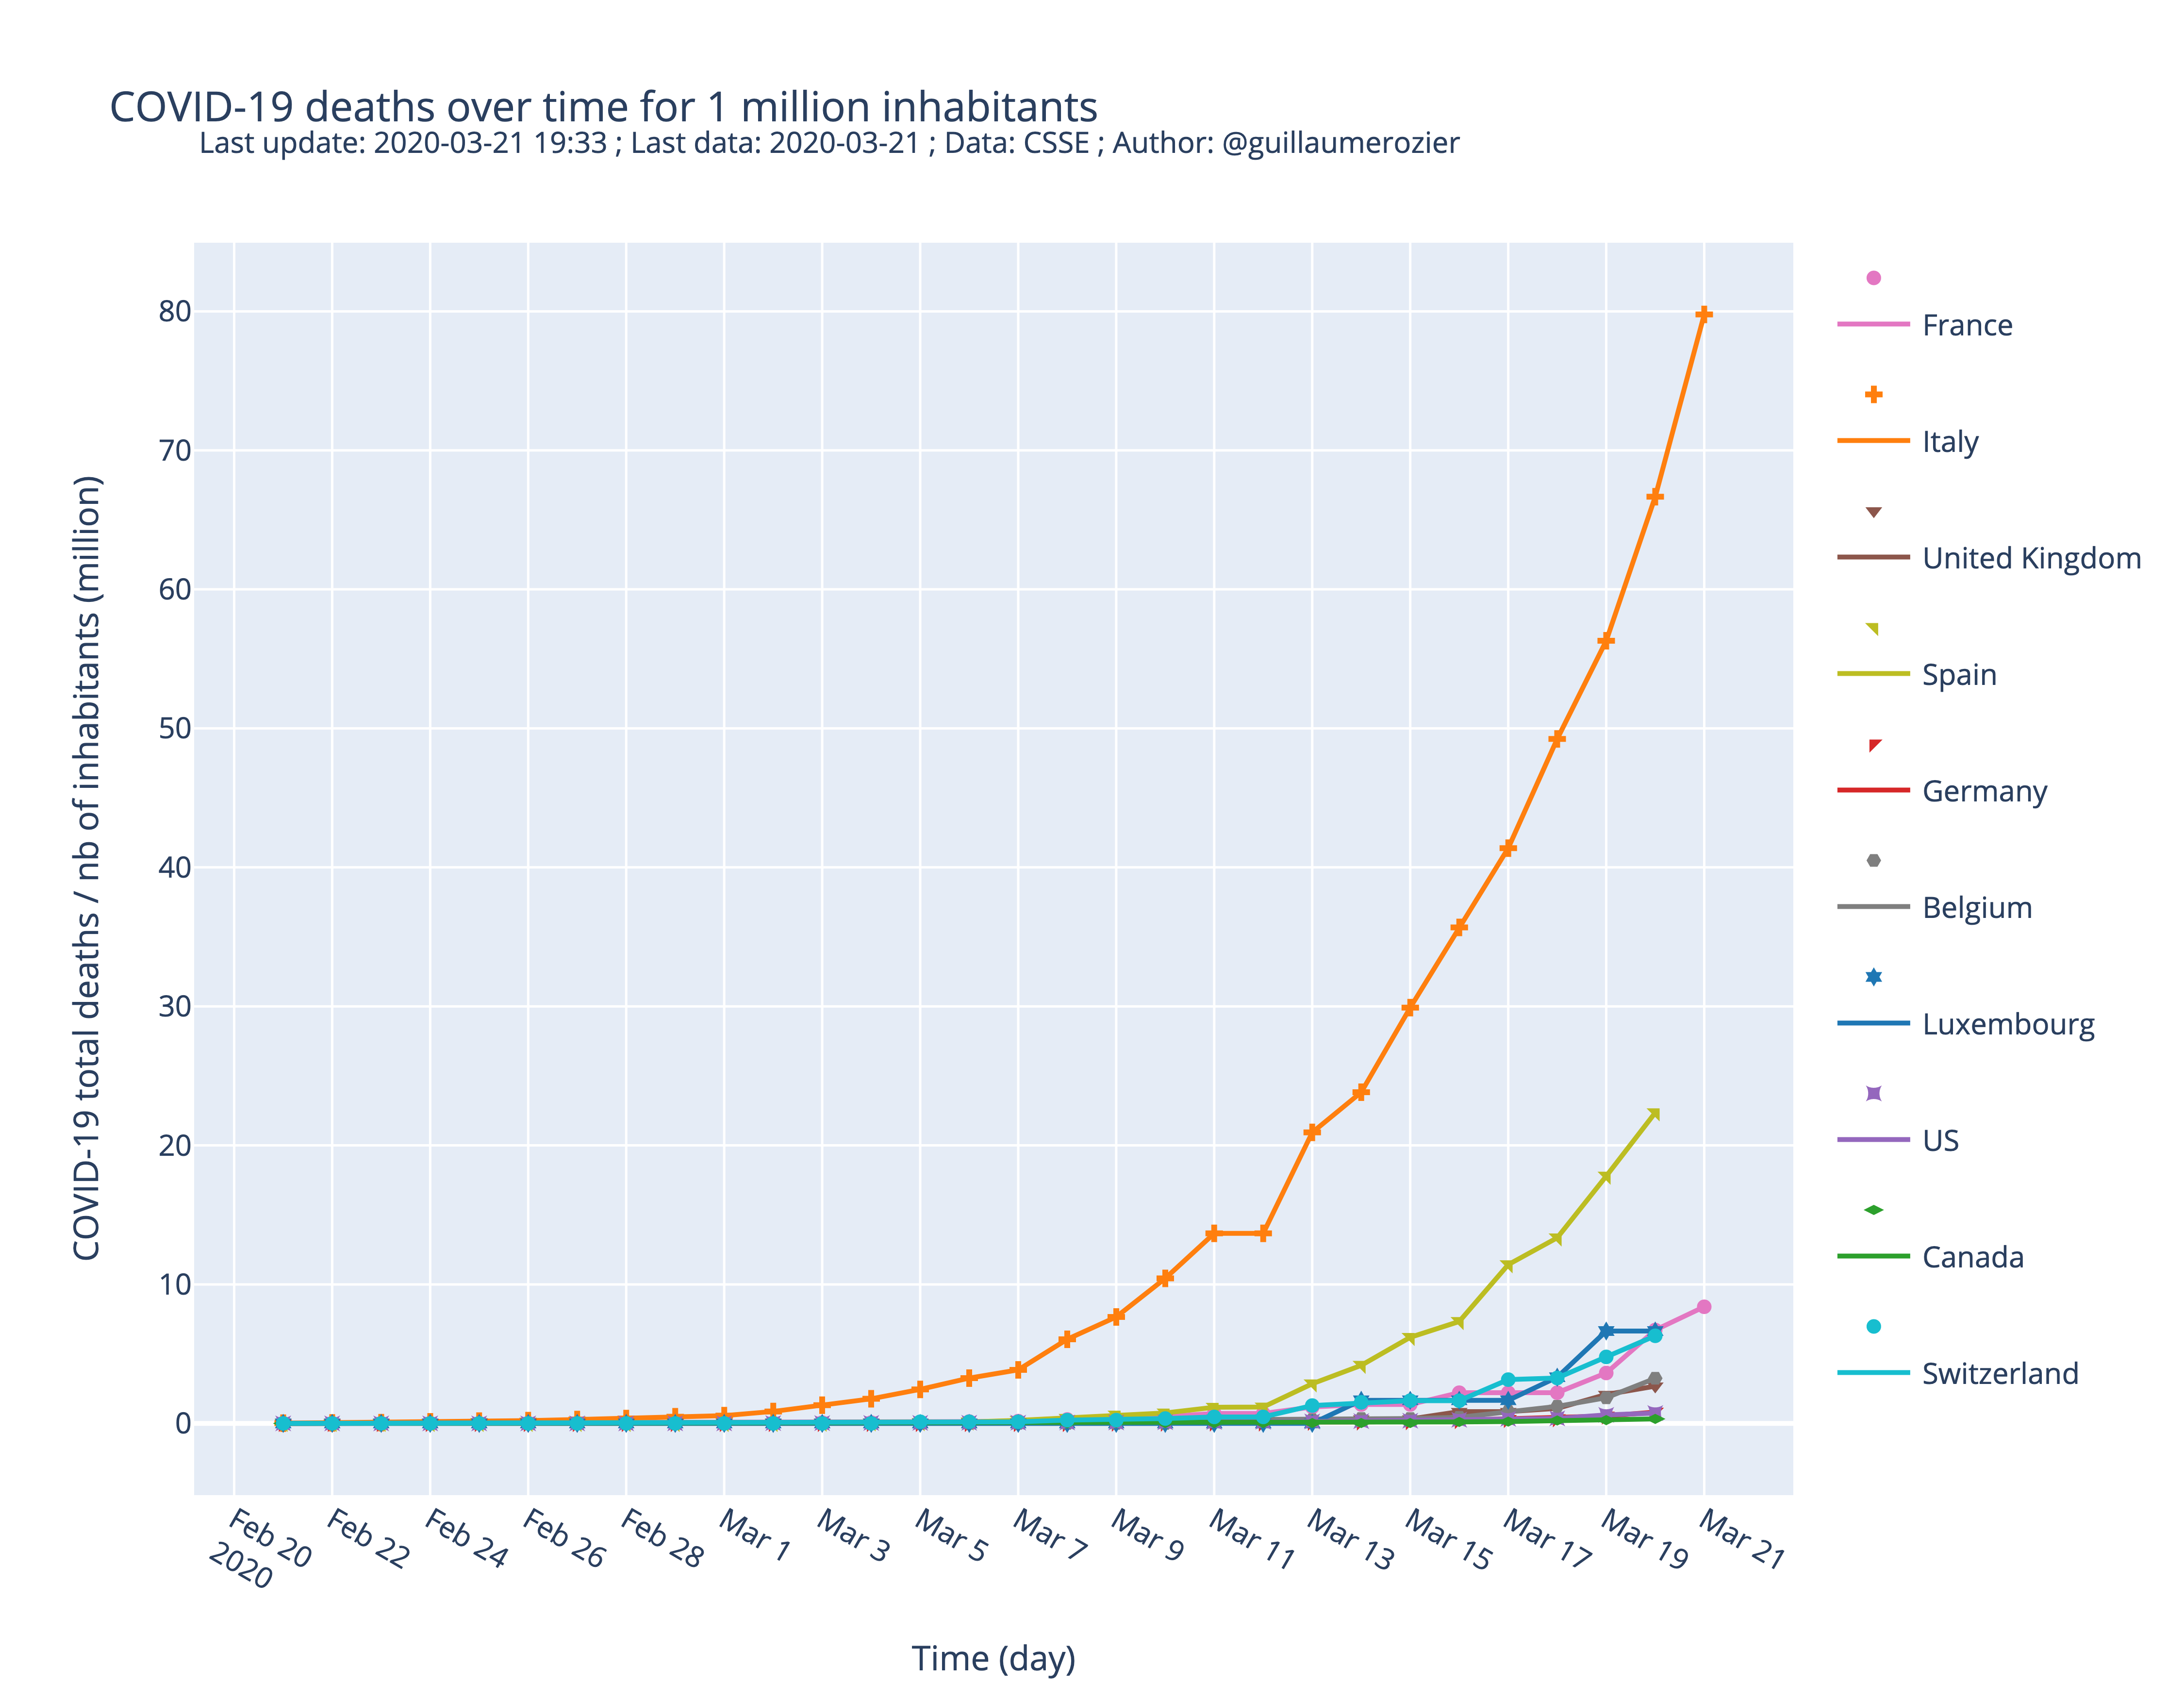 COVID-19 deaths over time for 1 million inhabitants
Last update: 2020-03-21 19:33 ; Last data: 2020-03-21 ; Data: CSSE ; Author: @guillaumerozier
COVID-19 total deaths / nb of inhabitants (million)
80
70
60
50
40
30
20
10
0
Feb 20
2020
Feb 22
Feb 24
Feb 26
Feb 28
Mar 1
Mar 3
Mar 5
Mar 7
Mar 9
Mar 11
Mar 13
Mar 15
Mar 17
Mar 19
Mar 21
Time (day)
France
Italy
United Kingdom
Spain
Germany
Belgium
Luxembourg
US
Canada
Switzerland